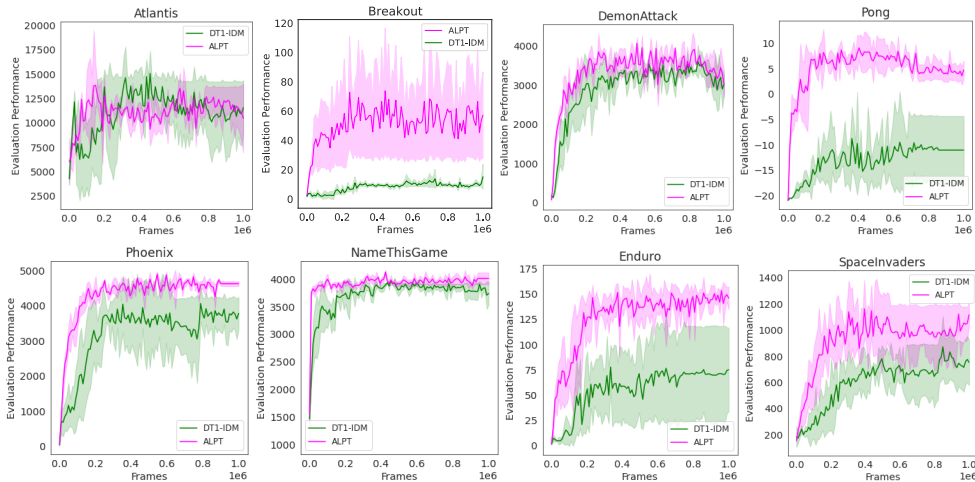 Atlantis
20000
17500
15000
12500
10000
7500
5000
2500
Evaluation Performance
DT1-IDM
ALPT
0.0 0.2 0.4 0.6 0.8 1.0
Frames
1e6
Breakout
120
100
80
60
40
20
0
Evaluation Performance
ALPT
DT1-IDM
0.0 0.2 0.4 0.6 0.8 1.0
Frames
1e6
DemonAttack
4000
3000
2000
1000
0
Evaluation Performance
DT1-IDM
ALPT
0.0 0.2 0.4 0.6 0.8 1.0
Frames
1e6
Pong
10
5
0
−5
−10
−15
−20
Evaluation Performance
DT1-IDM
ALPT
0.0 0.2 0.4 0.6 0.8 1.0
Frames
1e6
Phoenix
5000
4000
3000
2000
1000
0
Evaluation Performance
DT1-IDM
ALPT
0.0 0.2 0.4 0.6 0.8 1.0
Frames
1e6
NameThisGame
4000
3500
3000
2500
2000
1500
1000
Evaluation Performance
DT1-IDM
ALPT
0.0 0.2 0.4 0.6 0.8 1.0
Frames
1e6
Enduro
175
150
125
100
75
50
25
0
Evaluation Performance
DT1-IDM
ALPT
0.0 0.2 0.4 0.6 0.8 1.0
Frames
1e6
SpaceInvaders
1400
1200
1000
800
600
400
200
Evaluation Performance
DT1-IDM
ALPT
0.0 0.2 0.4 0.6 0.8 1.0
Frames
1e6